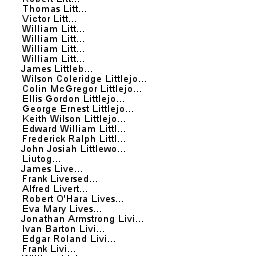 Robert Litt...
Thomas Litt...
Victor Litt...
William Litt...
William Litt...
William Litt...
William Litt...
James Littleb...
Wilson Coleridge Littlejo...
Colin McGregor Littlejo...
Ellis Gordon Littlejo...
George Ernest Littlejo...
Keith Wilson Littlejo...
Edward William Littl...
Frederick Ralph Littl...
John Josiah Littlewo...
Liutog...
James Live...
Frank Liversed...
Alfred Livert...
Robert O'Hara Lives...
Eva Mary Lives...
Jonathan Armstrong Livi...
Ivan Barton Livi...
Edgar Roland Livi...
Frank Livi...